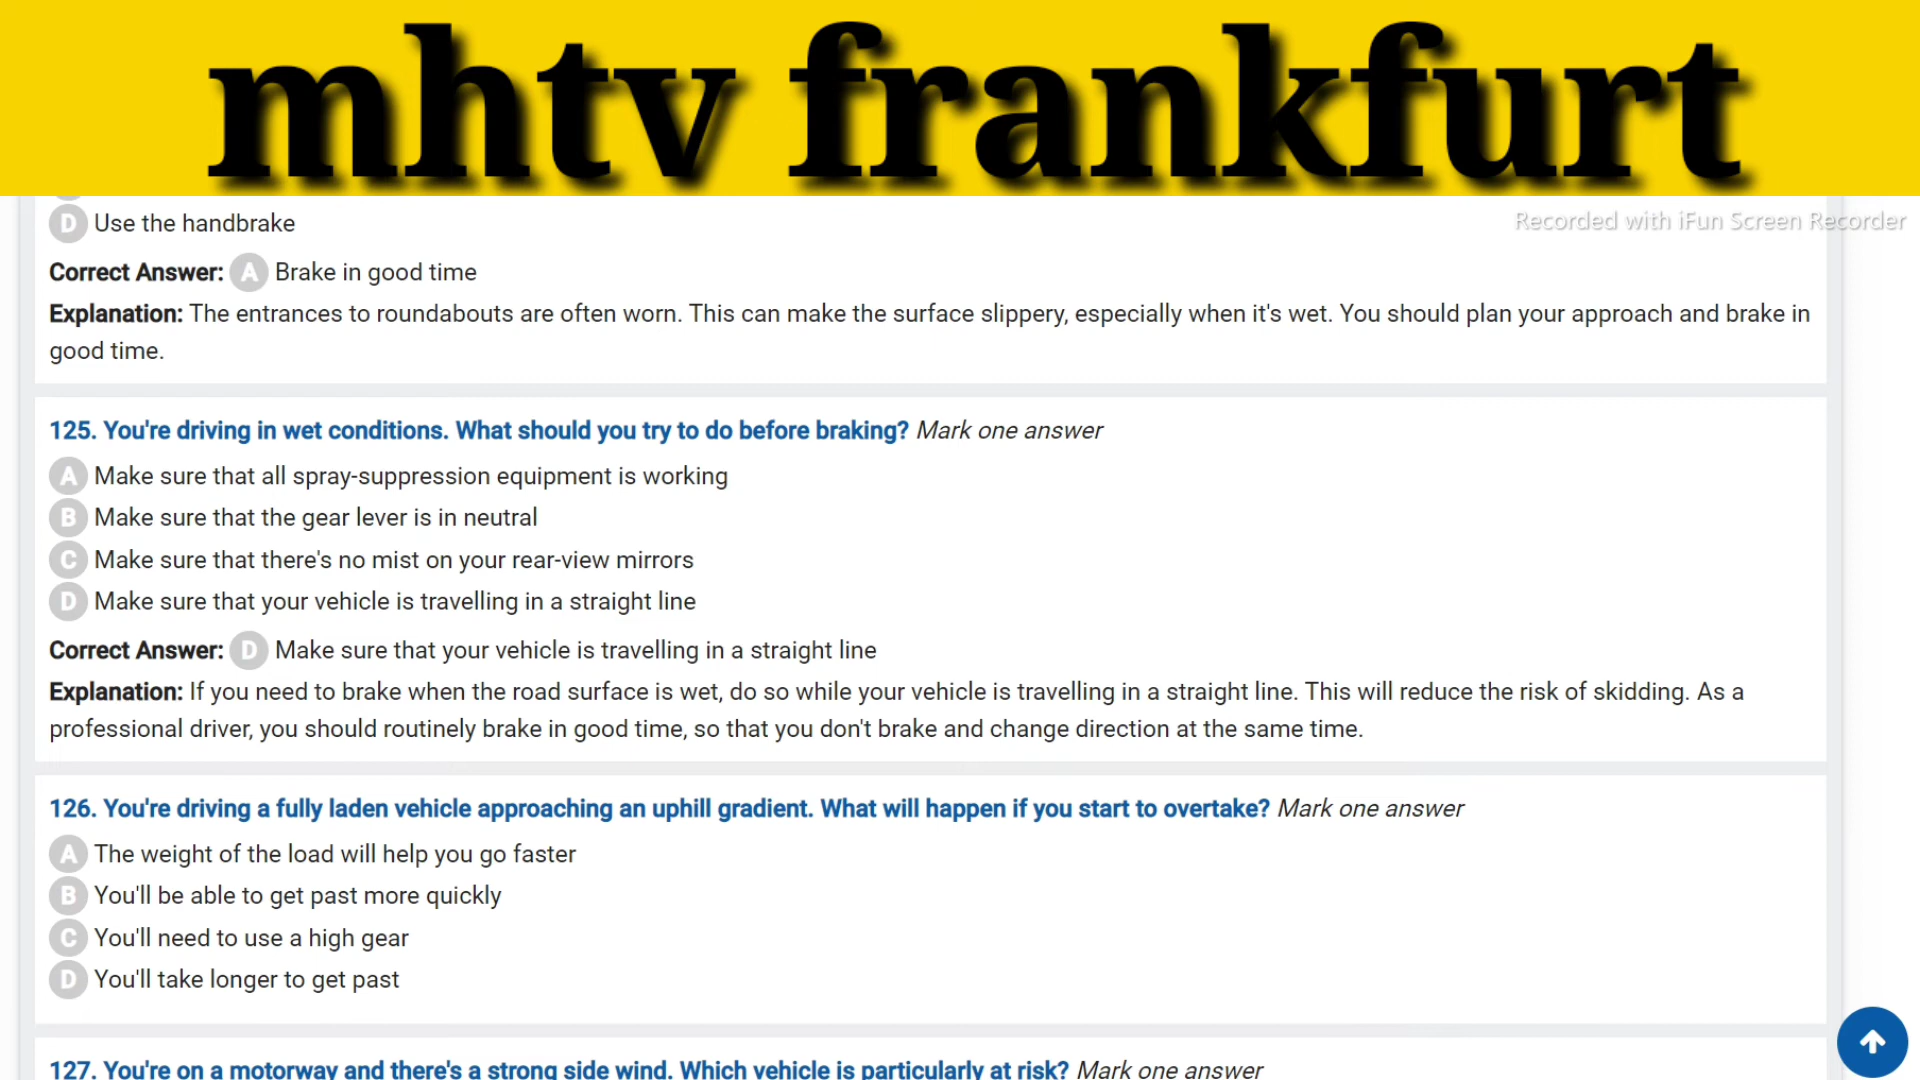 mhtv frankfurt
Recorded with iFun Screen Recorder
D Use the handbrake
Correct Answer: A Brake in good time
Explanation: The entrances to roundabouts are often worn. This can make the surface slippery, especially when it's wet. You should plan your approach and brake in
good time.
125. You're driving in wet conditions. What should you try to do before braking? Mark one answer
A Make sure that all spray-suppression equipment is working
B Make sure that the gear lever is in neutral
C Make sure that there's no mist on your rear-view mirrors
D Make sure that your vehicle is travelling in a straight line
Correct Answer: D Make sure that your vehicle is travelling in a straight line
Explanation: If you need to brake when the road surface is wet, do so while your vehicle is travelling in a straight line. This will reduce the risk of skidding. As a
professional driver, you should routinely brake in good time, so that you don't brake and change direction at the same time.
126. You're driving a fully laden vehicle approaching an uphill gradient. What will happen if you start to overtake? Mark one answer
A The weight of the load will help you go faster
B You'll be able to get past more quickly
C You'll need to use a high gear
D You'll take longer to get past
127. You're on a motorway and there's a strong side wind. Which vehicle is particularly at risk? Mark one answer